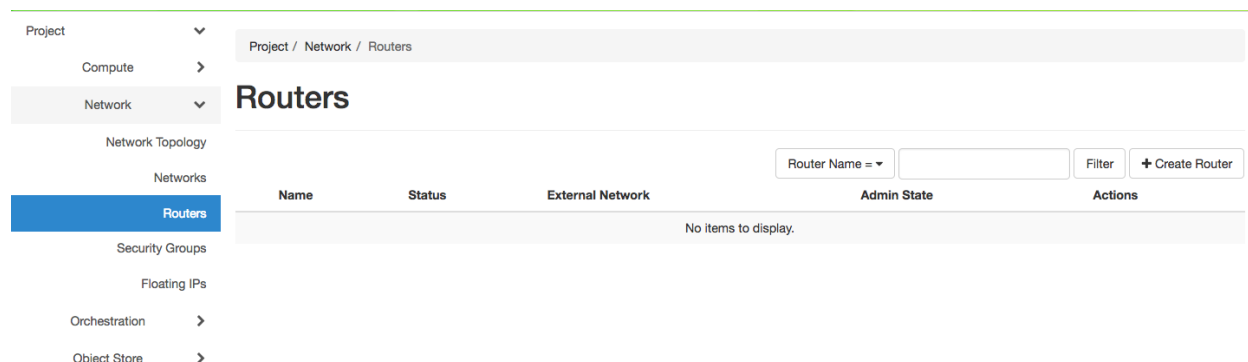 Project
Compute
Network
Network Topology
Networks
Routers
Security Groups
Floating IPs
Orchestration
Object Store
Project / Network / Routers
Routers
Router Name = Filter + Create Router
Name Status External Network Admin State Actions
No items to display.